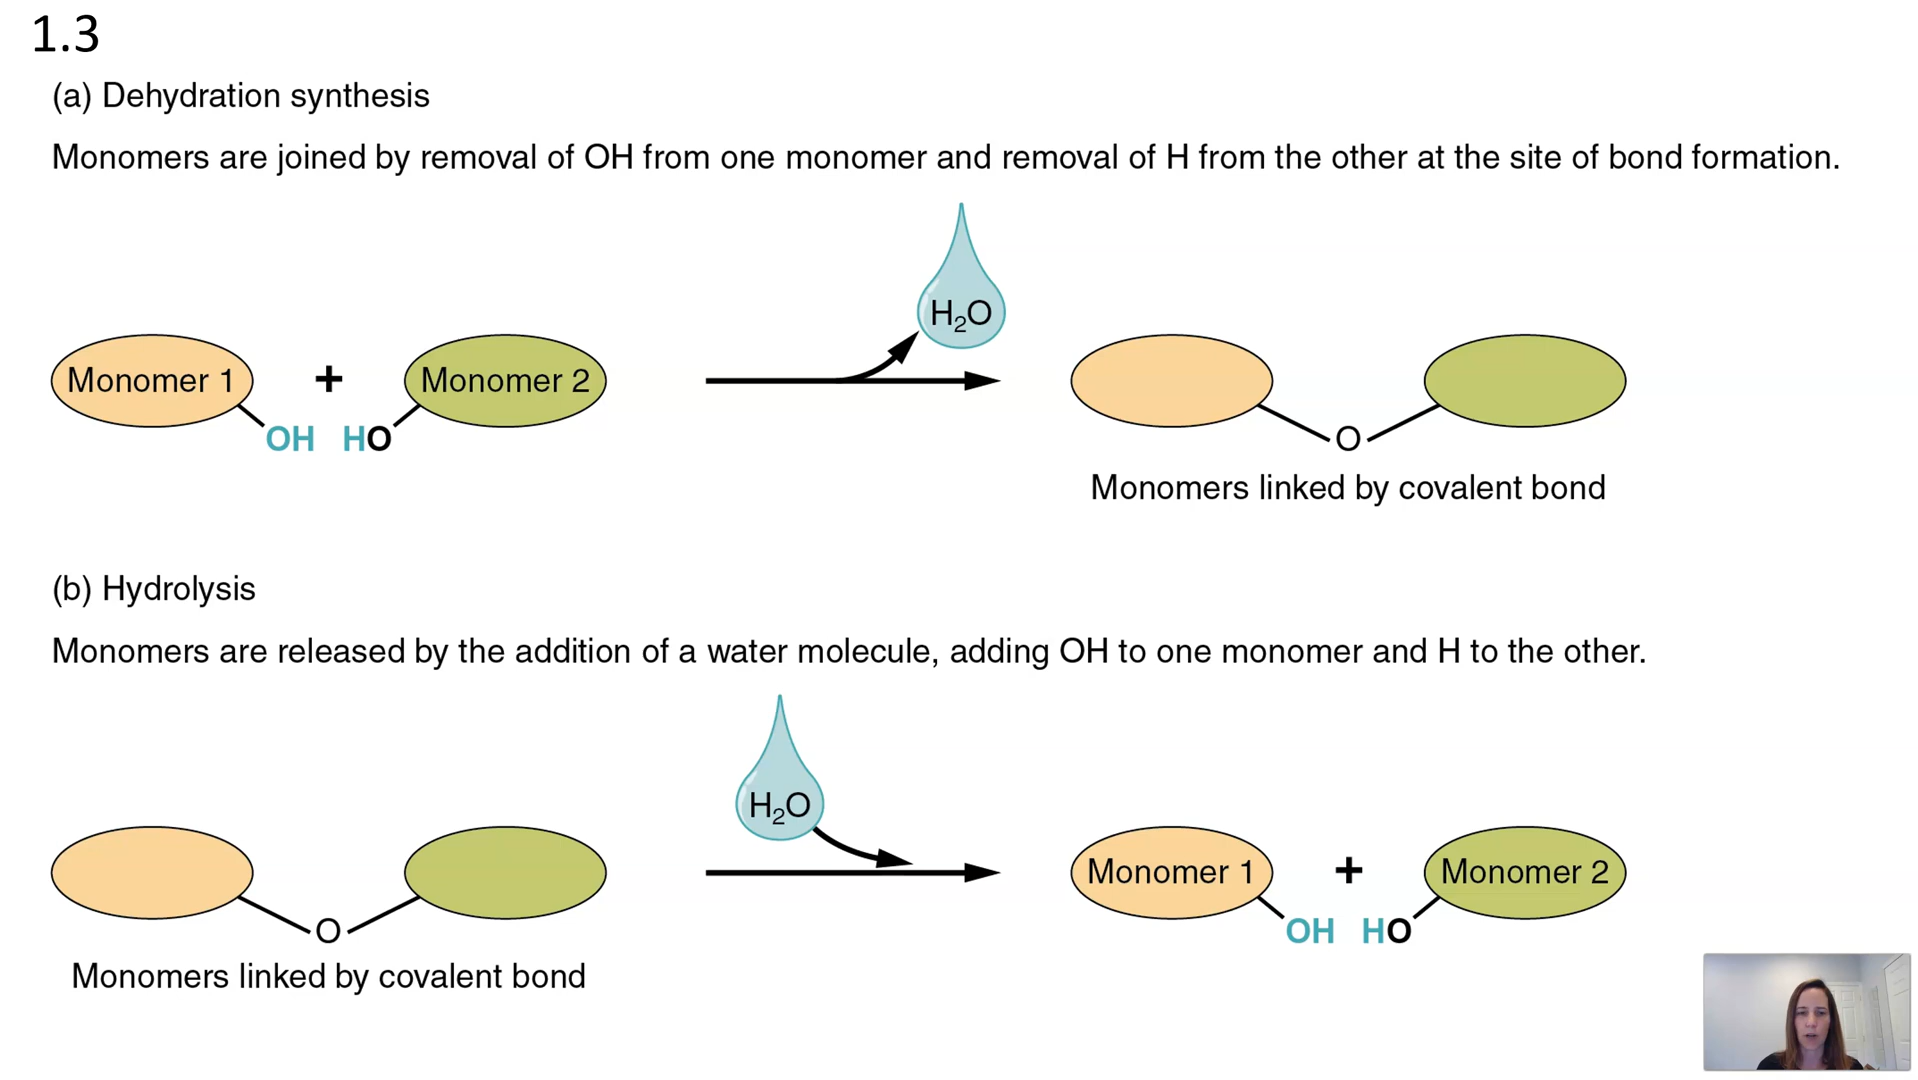 1.3
(a) Dehydration synthesis
Monomers are joined by removal of OH from one monomer and removal of H from the other at the site of bond formation.
H₂O
Monomer 1 + Monomer 2
OH HO
O
Monomers linked by covalent bond
(b) Hydrolysis
Monomers are released by the addition of a water molecule, adding OH to one monomer and H to the other.
H₂O
Monomer 1 + Monomer 2
O
OH HO
Monomers linked by covalent bond